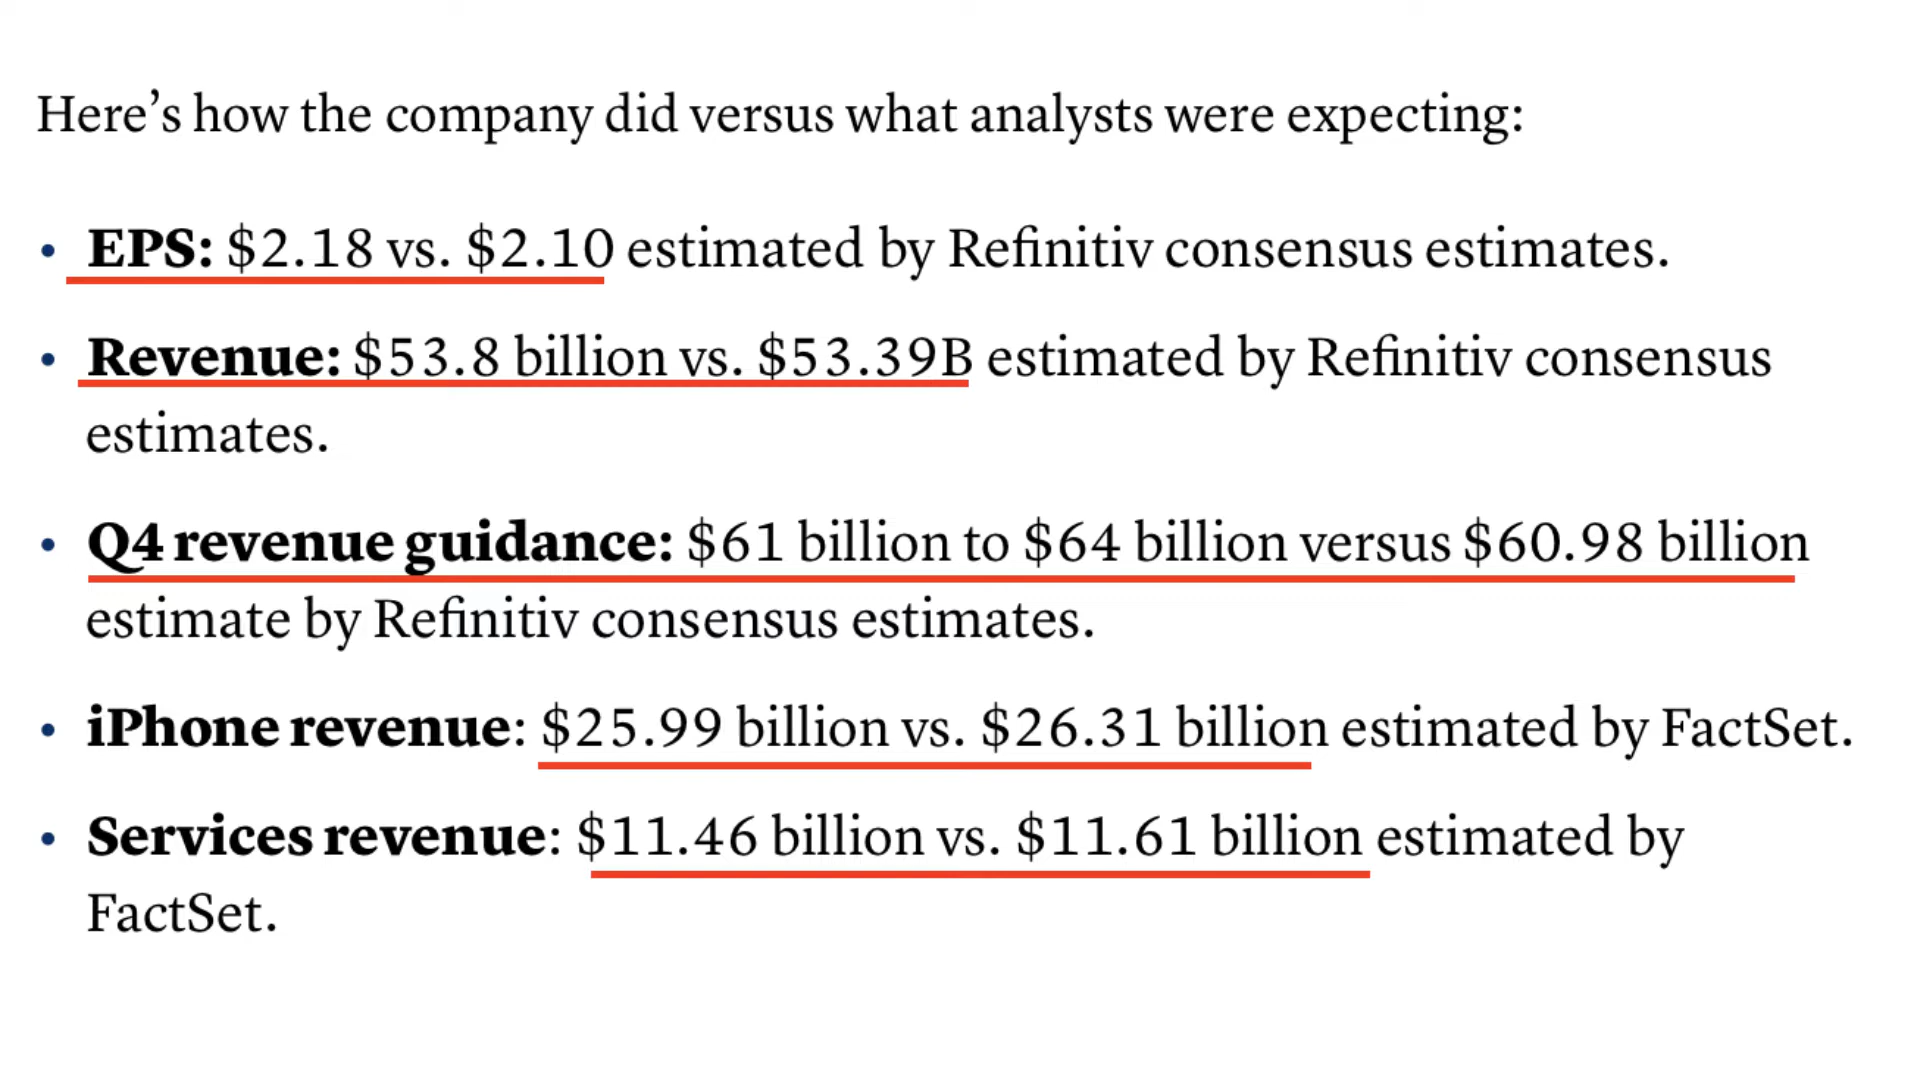 Here’s how the company did versus what analysts were expecting:
• EPS: $2.18 vs. $2.10 estimated by Refinitiv consensus estimates.
• Revenue: $53.8 billion vs. $53.39B estimated by Refinitiv consensus
estimates.
• Q4 revenue guidance: $61 billion to $64 billion versus $60.98 billion
estimate by Refinitiv consensus estimates.
• iPhone revenue: $25.99 billion vs. $26.31 billion estimated by FactSet.
• Services revenue: $11.46 billion vs. $11.61 billion estimated by
FactSet.